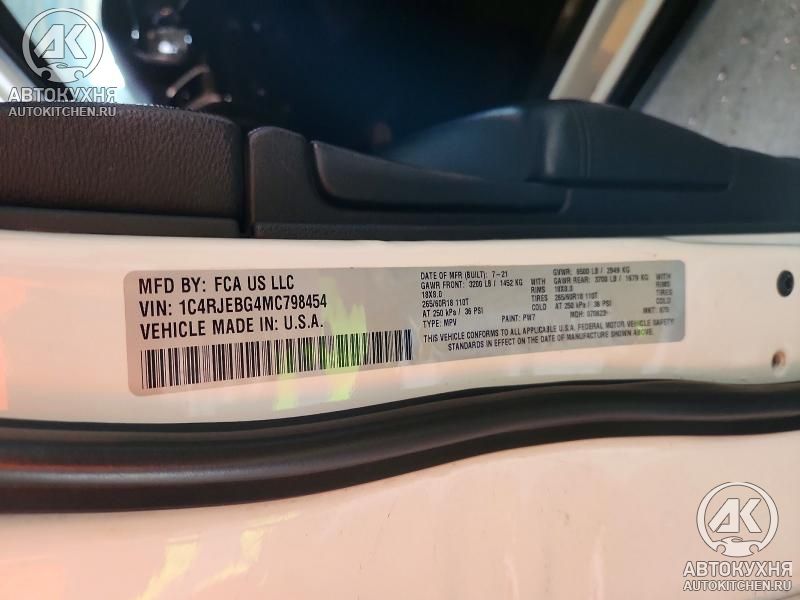 АК
АВТОКУХНЯ
AUTOKITCHEN.RU
MFD BY: FCA US LLC
VIN: 1C4RJEBG4MC798454
VEHICLE MADE IN: U.S.A.
DATE OF MFR (BUILT): 7-21
GAWR FRONT: 3200 LB / 1452 KG
18X8.0
265/60R18 110T
AT 250 kPa / 36 PSI
TYPE: MPV
PAINT: PW7
WITH
RIMS
TIRES
COLD
GVWR: 6500 LB / 2949 KG
GAWR REAR: 3700 LB / 1679 KG
18X8.0
265/60R18 110T
AT 250 kPa / 36 PSI
MDH:
WITH
RIMS
TIRES
COLD
MKT:
THIS VEHICLE CONFORMS TO ALL APPLICABLE U.S.A. FEDERAL MOTOR VEHICLE SAFETY
STANDARDS IN EFFECT ON THE DATE OF MANUFACTURE SHOWN ABOVE.
АК
АВТОКУХНЯ
AUTOKITCHEN.RU